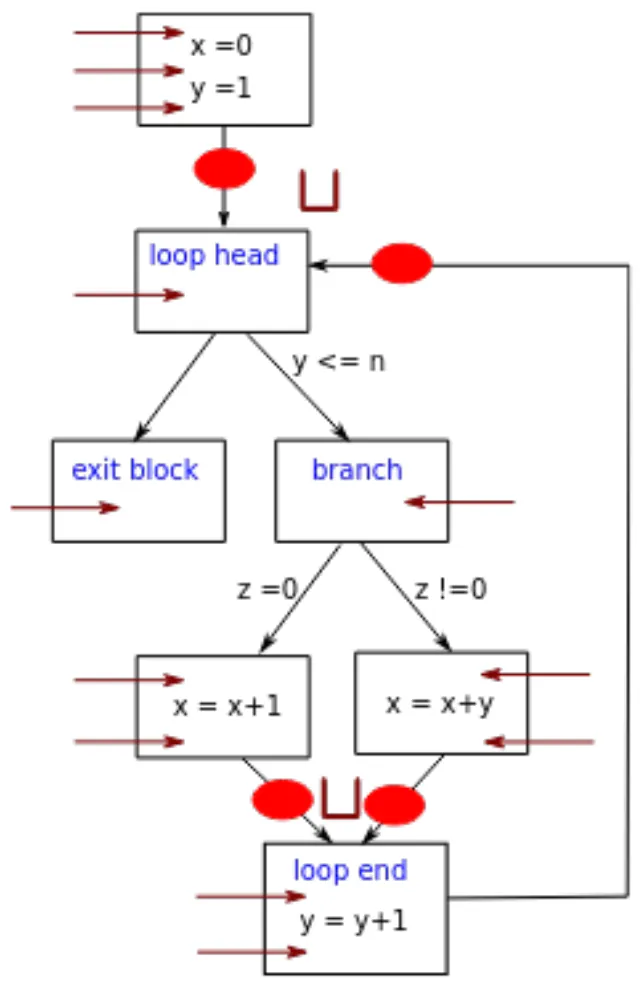 x =0
y =1
⊔
loop head
y <= n
exit block
branch
z =0
z !=0
x = x+1
x = x+y
⊔
loop end
y = y+1